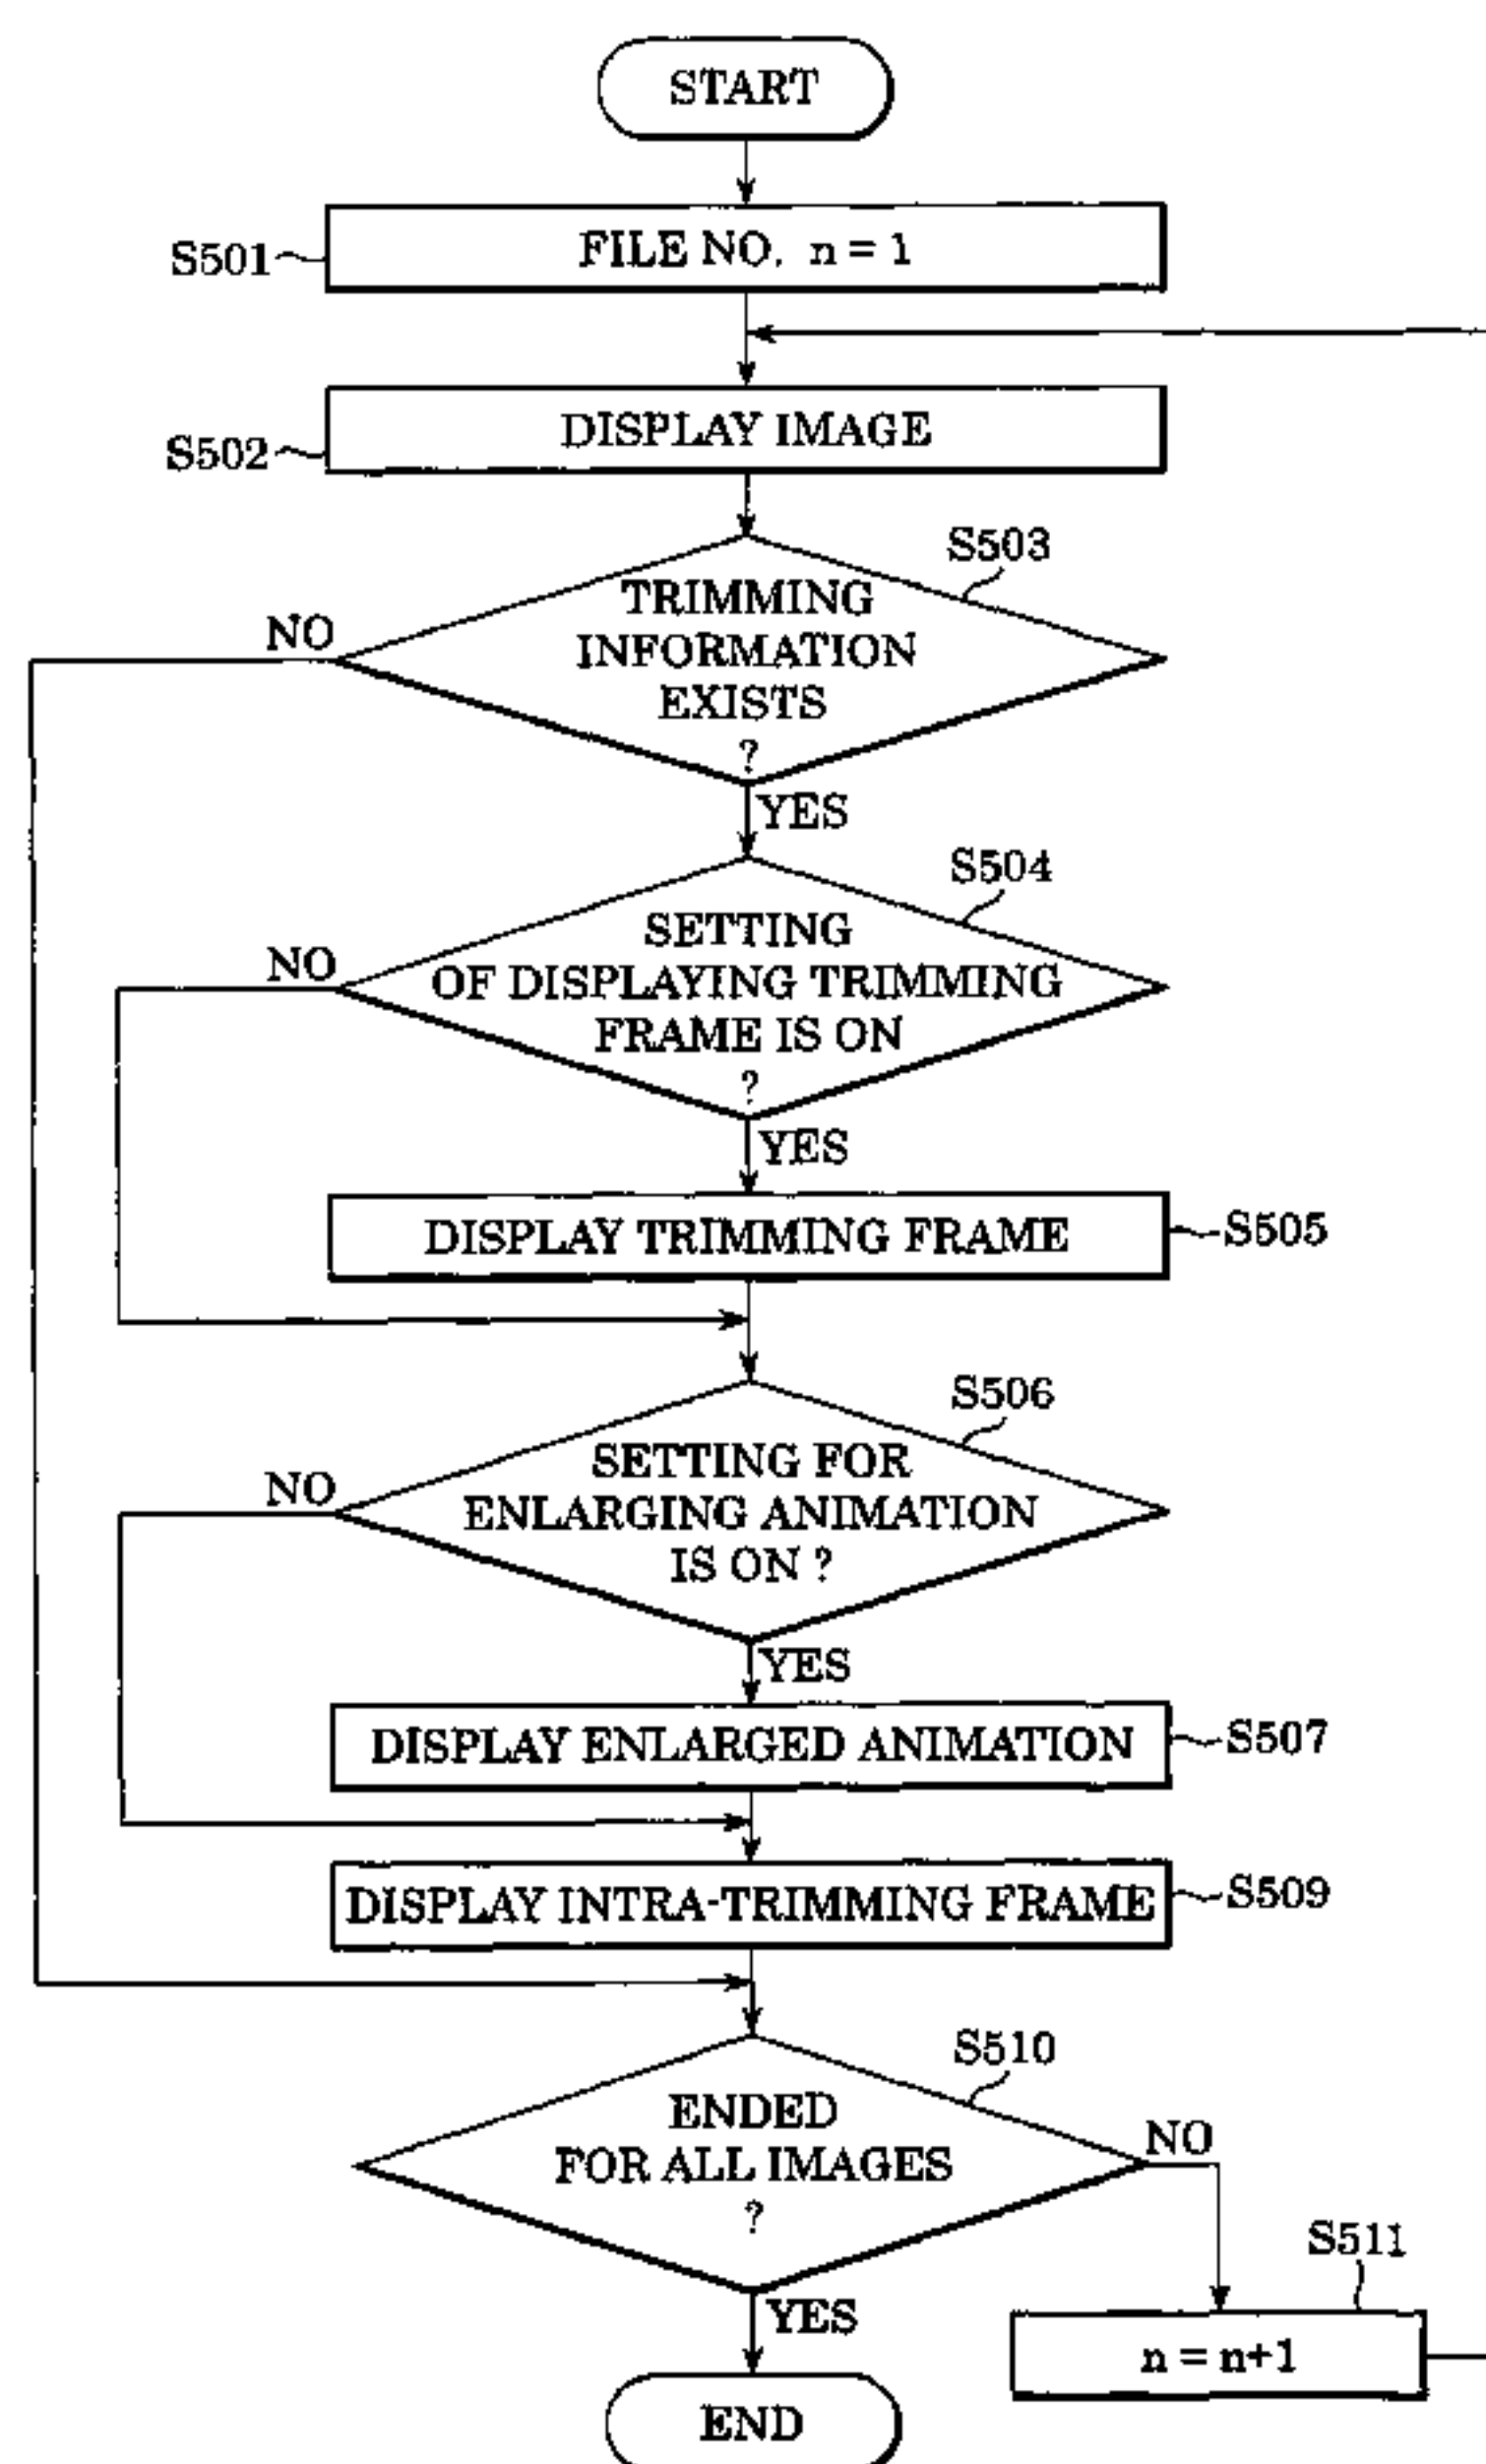 START
S501
FILE NO. n = 1
S502
DISPLAY IMAGE
S503
TRIMMING
INFORMATION
EXISTS
?
NO
YES
S504
SETTING
OF DISPLAYING TRIMMING
FRAME IS ON
?
NO
YES
DISPLAY TRIMMING FRAME
S505
S506
SETTING FOR
ENLARGING ANIMATION
IS ON ?
NO
YES
DISPLAY ENLARGED ANIMATION
S507
DISPLAY INTRA-TRIMMING FRAME
S509
S510
ENDED
FOR ALL IMAGES
?
NO
YES
S511
n = n+1
END